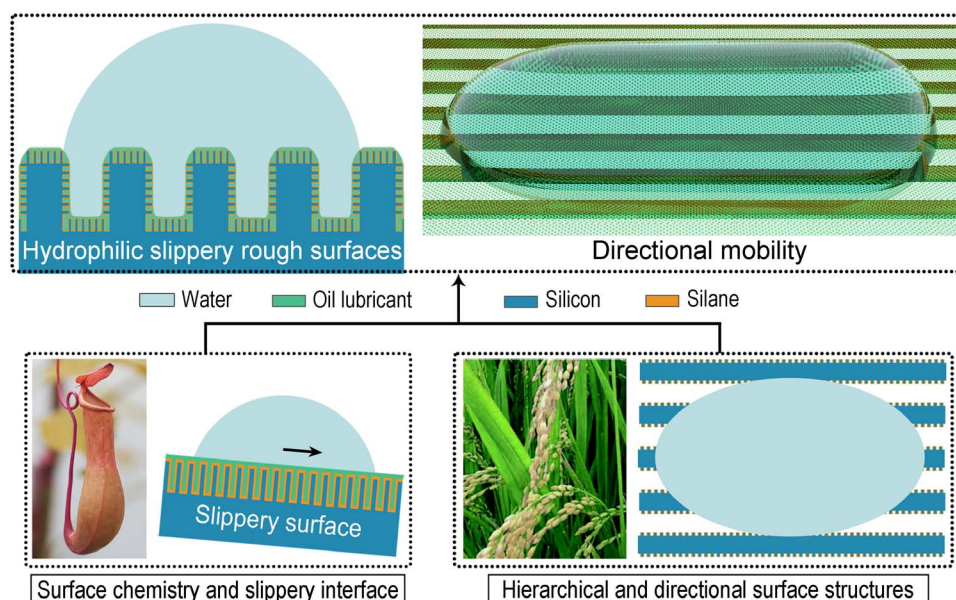 Hydrophilic slippery rough surfaces
Directional mobility
Water
Oil lubricant
Silicon
Silane
Slippery surface
Surface chemistry and slippery interface
Hierarchical and directional surface structures